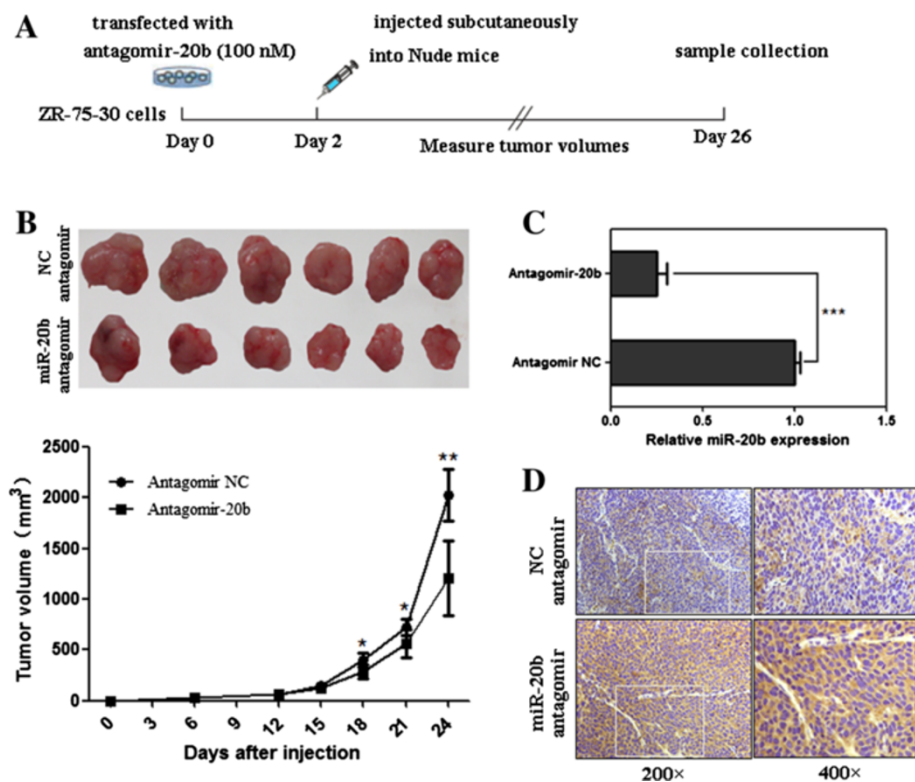 A
transfected with
antagomir-20b (100 nM)
injected subcutaneously
into Nude mice
sample collection
ZR-75-30 cells
Day 0
Day 2
Measure tumor volumes
Day 26
B
NC
antagomir
miR-20b
antagomir
C
Antagomir-20b
Antagomir NC
***
0.0
0.5
1.0
1.5
Relative miR-20b expression
Tumor volume (mm³)
2500
2000
1500
1000
500
0
Antagomir NC
Antagomir-20b
*
*
**
0
3
6
9
12
15
18
21
24
Days after injection
D
NC
antagomir
miR-20b
antagomir
200×
400×